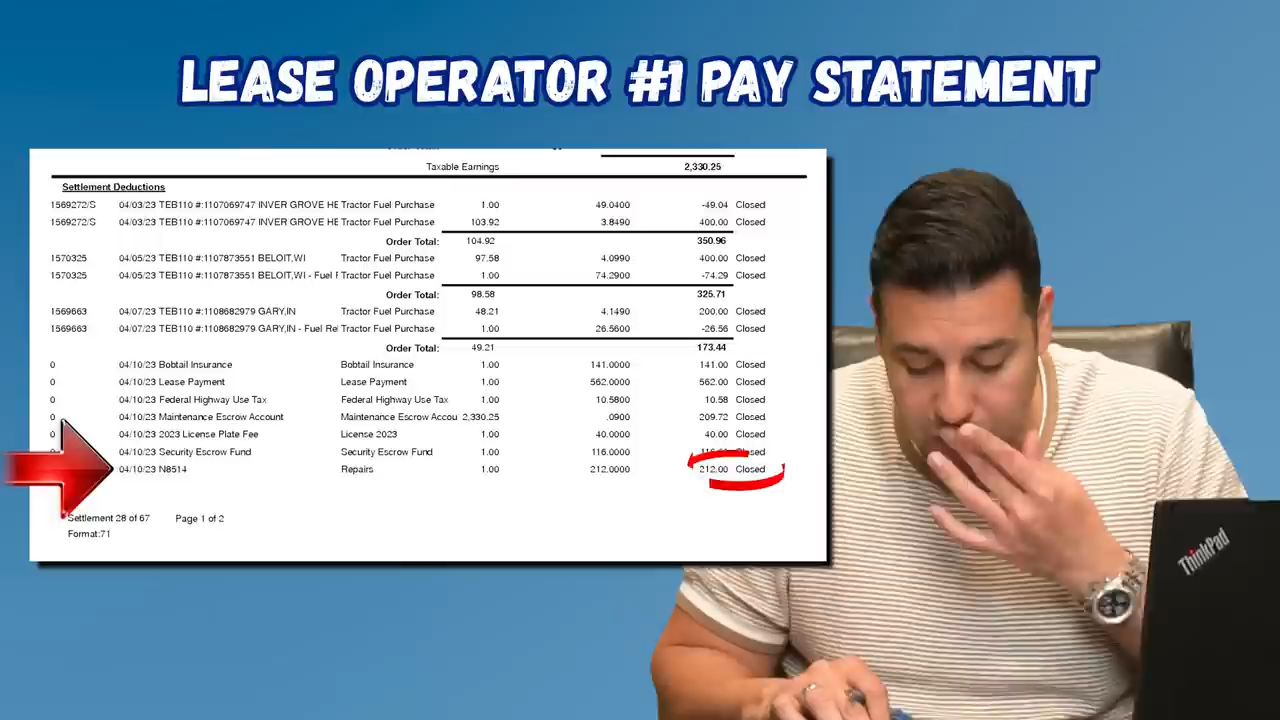 LEASE OPERATOR #1 PAY STATEMENT
Taxable Earnings 2,330.25
Settlement Deductions
1569272/S 04/03/23 TEB110 #:1107069747 INVER GROVE HE Tractor Fuel Purchase 1.00 49.0400 -49.04 Closed
1569272/S 04/03/23 TEB110 #:1107069747 INVER GROVE HE Tractor Fuel Purchase 103.92 3.8490 400.00 Closed
Order Total: 104.92 350.96
1570325 04/05/23 TEB110 #:1107873551 BELOIT,WI Tractor Fuel Purchase 97.58 4.0990 400.00 Closed
1570325 04/05/23 TEB110 #:1107873551 BELOIT,WI - Fuel Tractor Fuel Purchase 1.00 74.2900 -74.29 Closed
Order Total: 98.58 325.71
1569663 04/07/23 TEB110 #:1108682979 GARY,IN Tractor Fuel Purchase 48.21 4.1490 200.00 Closed
1569663 04/07/23 TEB110 #:1108682979 GARY,IN - Fuel Re Tractor Fuel Purchase 1.00 26.5600 -26.56 Closed
Order Total: 49.21 173.44
0 04/10/23 Bobtail Insurance Bobtail Insurance 1.00 141.0000 141.00 Closed
0 04/10/23 Lease Payment Lease Payment 1.00 562.0000 562.00 Closed
0 04/10/23 Federal Highway Use Tax Federal Highway Use Tax 1.00 10.5800 10.58 Closed
0 04/10/23 Maintenance Escrow Account Maintenance Escrow Accou 2,330.25 .0900 209.72 Closed
0 04/10/23 2023 License Plate Fee License 2023 1.00 40.0000 40.00 Closed
04/10/23 Security Escrow Fund Security Escrow Fund 1.00 116.0000 Closed
04/10/23 N8514 Repairs 1.00 212.0000 212.00 Closed
Settlement 28 of 67 Page 1 of 2
Format:71
ThinkPad